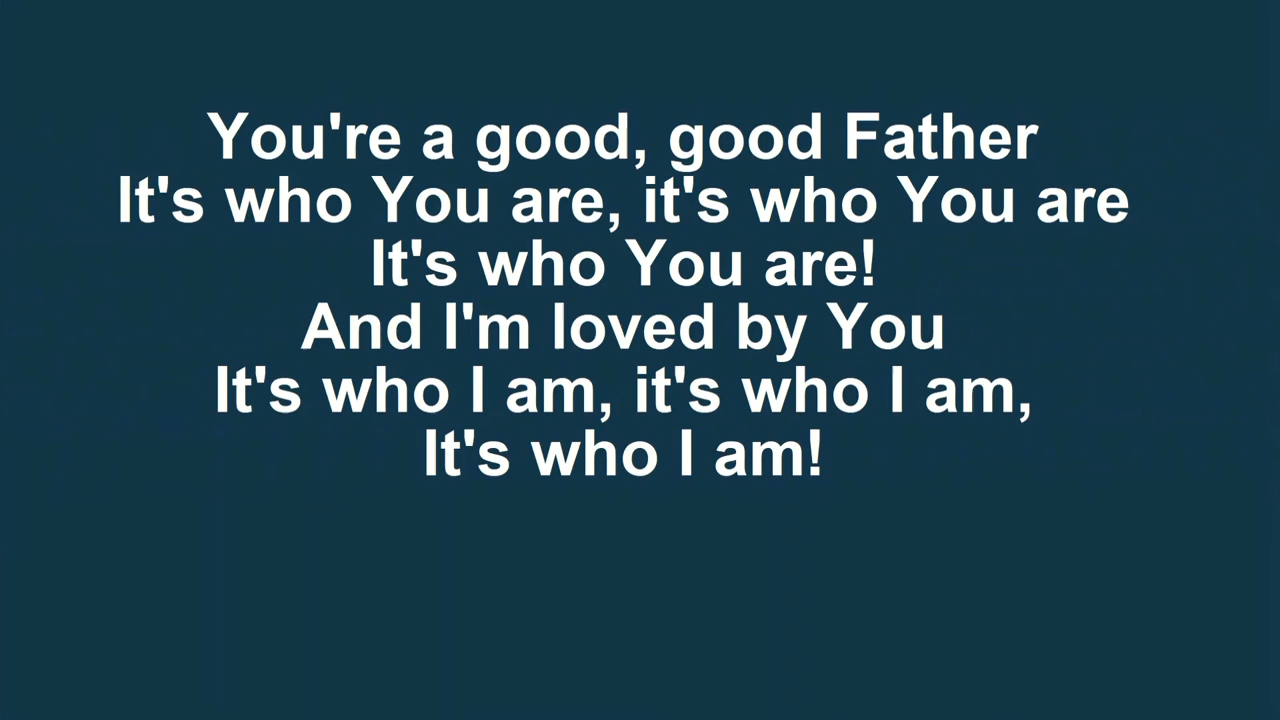 You're a good, good Father
It's who You are, it's who You are
It's who You are!
And I'm loved by You
It's who I am, it's who I am,
It's who I am!